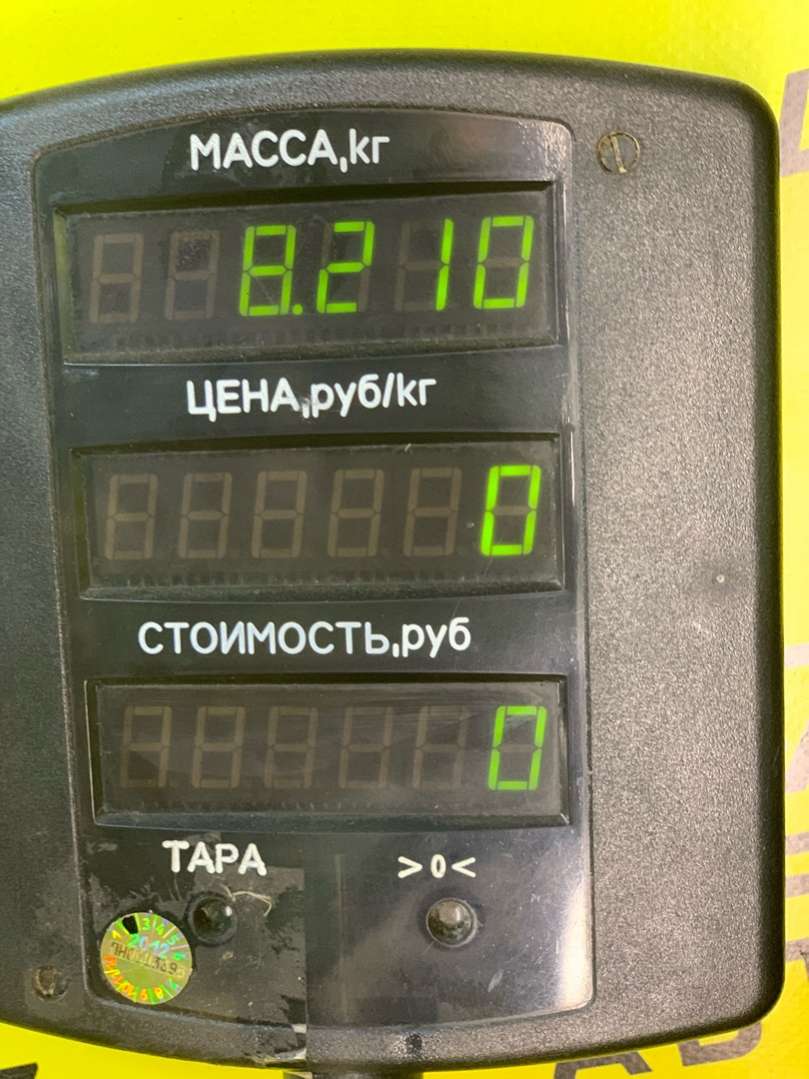 МАССА,кг
8.210
ЦЕНА,руб/кг
0
СТОИМОСТЬ,руб
0
ТАРА >0<